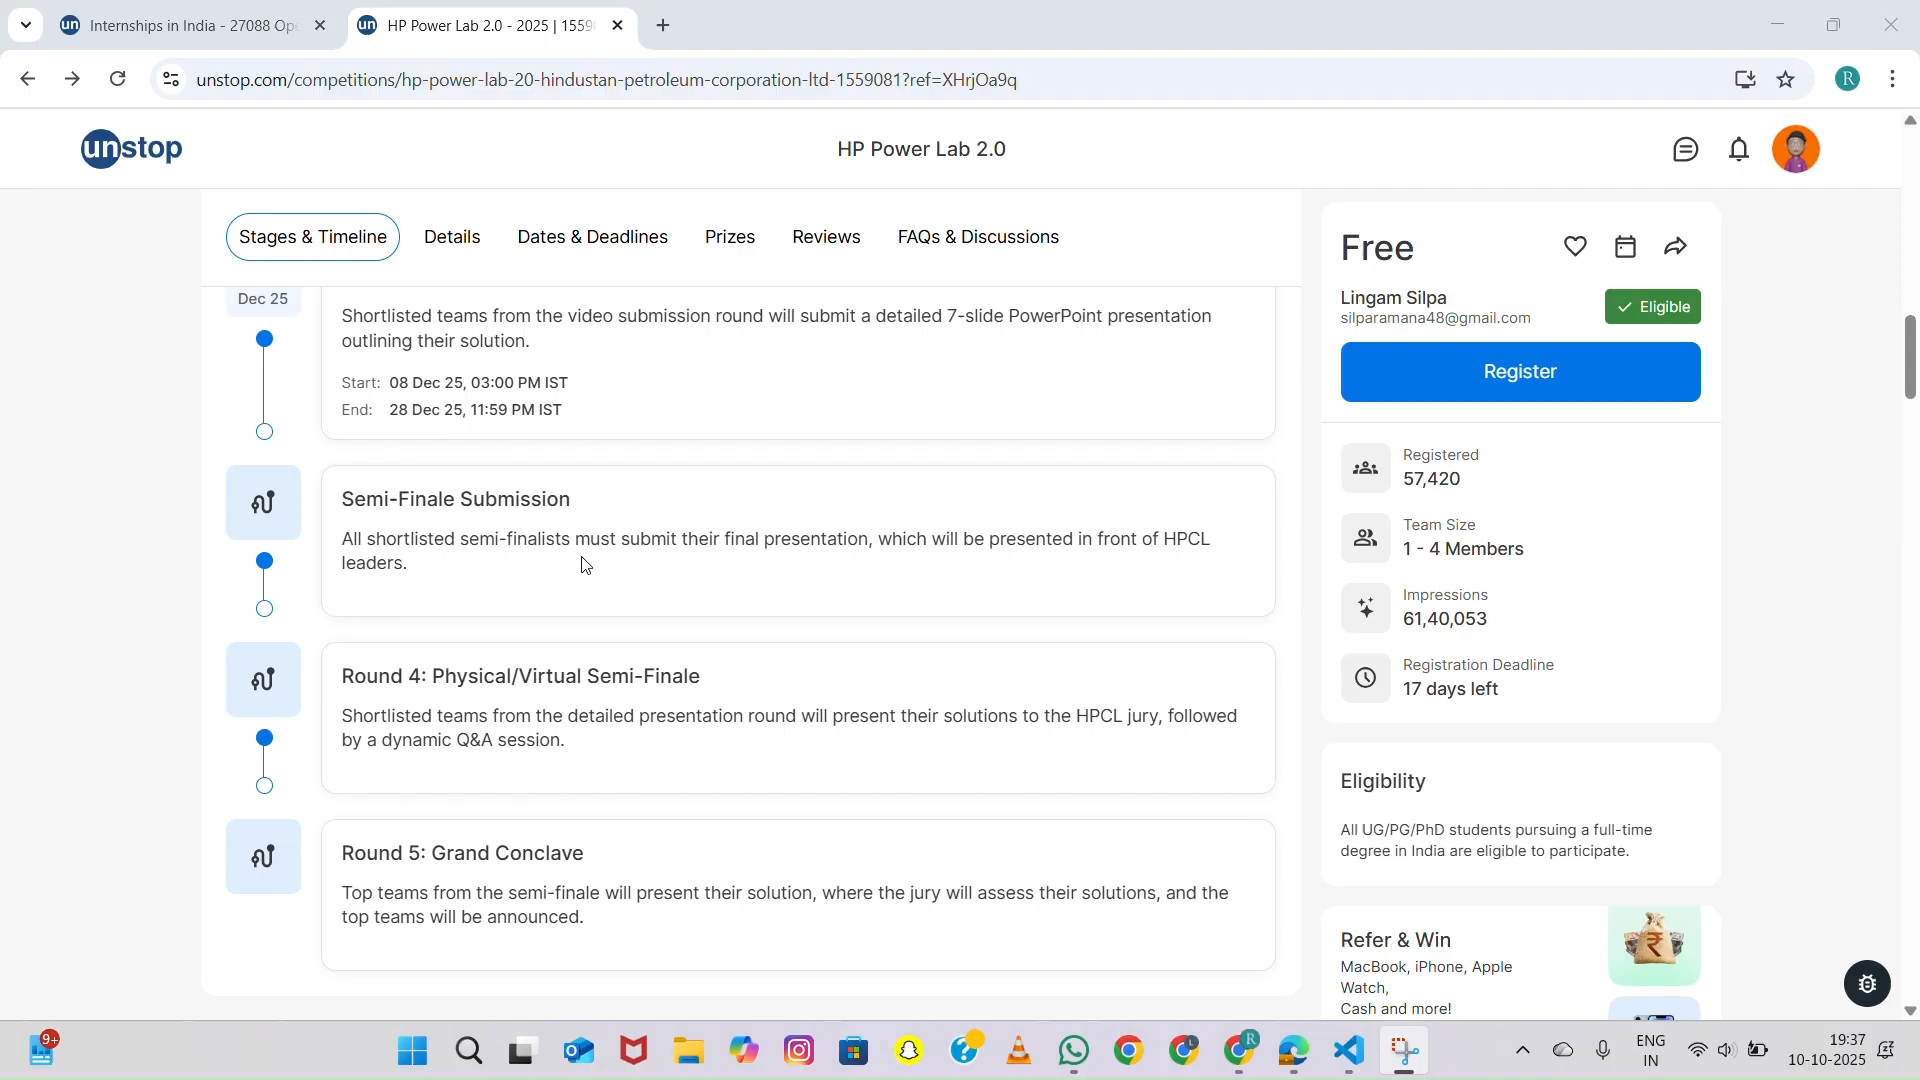 un Internships in India - 27088 Ope
un HP Power Lab 2.0 - 2025 | 1559
unstop.com/competitions/hp-power-lab-20-hindustan-petroleum-corporation-ltd-1559081?ref=XHrjOa9q
R
unstop
HP Power Lab 2.0
Stages & Timeline
Details
Dates & Deadlines
Prizes
Reviews
FAQs & Discussions
Dec 25
Shortlisted teams from the video submission round will submit a detailed 7-slide PowerPoint presentation
outlining their solution.
Start: 08 Dec 25, 03:00 PM IST
End: 28 Dec 25, 11:59 PM IST
Semi-Finale Submission
All shortlisted semi-finalists must submit their final presentation, which will be presented in front of HPCL
leaders.
Round 4: Physical/Virtual Semi-Finale
Shortlisted teams from the detailed presentation round will present their solutions to the HPCL jury, followed
by a dynamic Q&A session.
Round 5: Grand Conclave
Top teams from the semi-finale will present their solution, where the jury will assess their solutions, and the
top teams will be announced.
Free
Lingam Silpa
silparamana48@gmail.com
Eligible
Register
Registered
57,420
Team Size
1 - 4 Members
Impressions
61,40,053
Registration Deadline
17 days left
Eligibility
All UG/PG/PhD students pursuing a full-time
degree in India are eligible to participate.
Refer & Win
MacBook, iPhone, Apple
Watch,
Cash and more!
9+
L
R
ENG
IN
19:37
10-10-2025